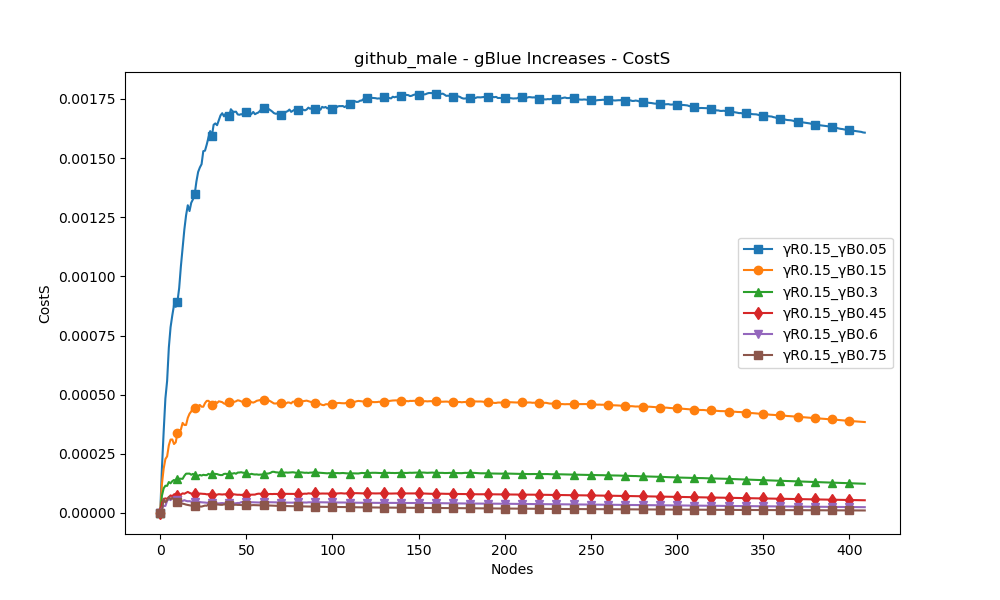 github_male - gBlue Increases - CostS
CostS
0.00175
0.00150
0.00125
0.00100
0.00075
0.00050
0.00025
0.00000
γR0.15_γB0.05
γR0.15_γB0.15
γR0.15_γB0.3
γR0.15_γB0.45
γR0.15_γB0.6
γR0.15_γB0.75
0 50 100 150 200 250 300 350 400
Nodes